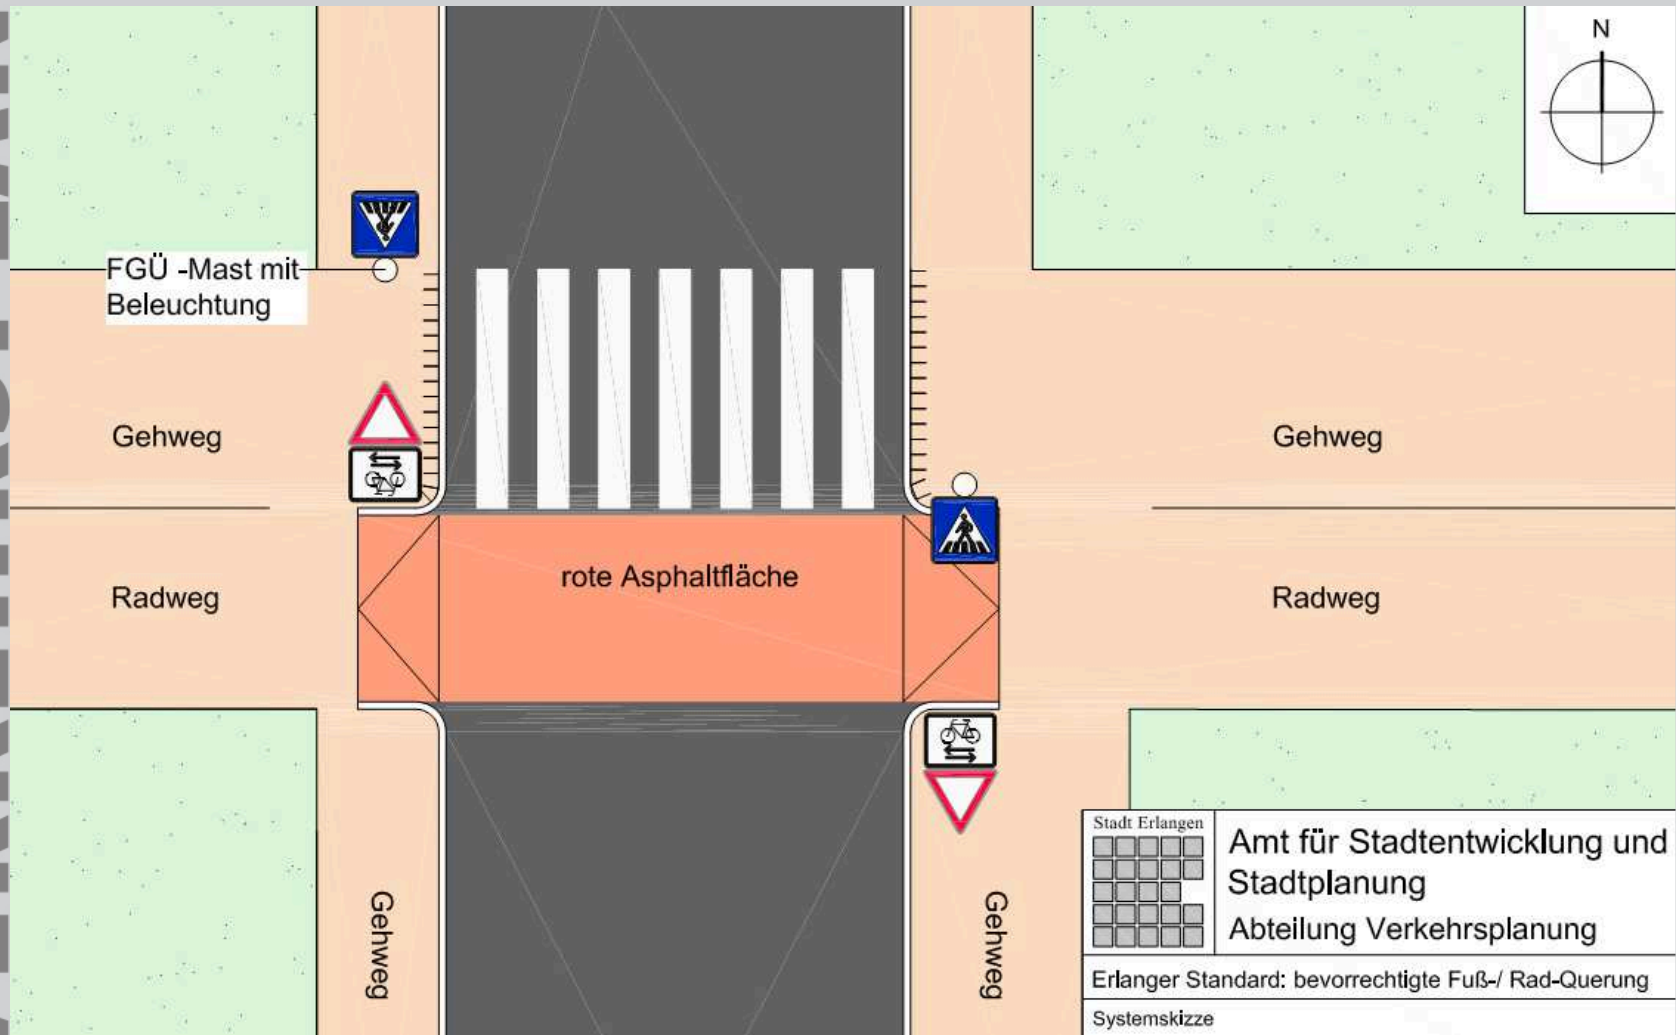 N
FGÜ -Mast mit
Beleuchtung
Gehweg
Gehweg
rote Asphaltfläche
Radweg
Radweg
Gehweg
Gehweg
Stadt Erlangen
Amt für Stadtentwicklung und
Stadtplanung
Abteilung Verkehrsplanung
Erlanger Standard: bevorrechtigte Fuß-/ Rad-Querung
Systemskizze